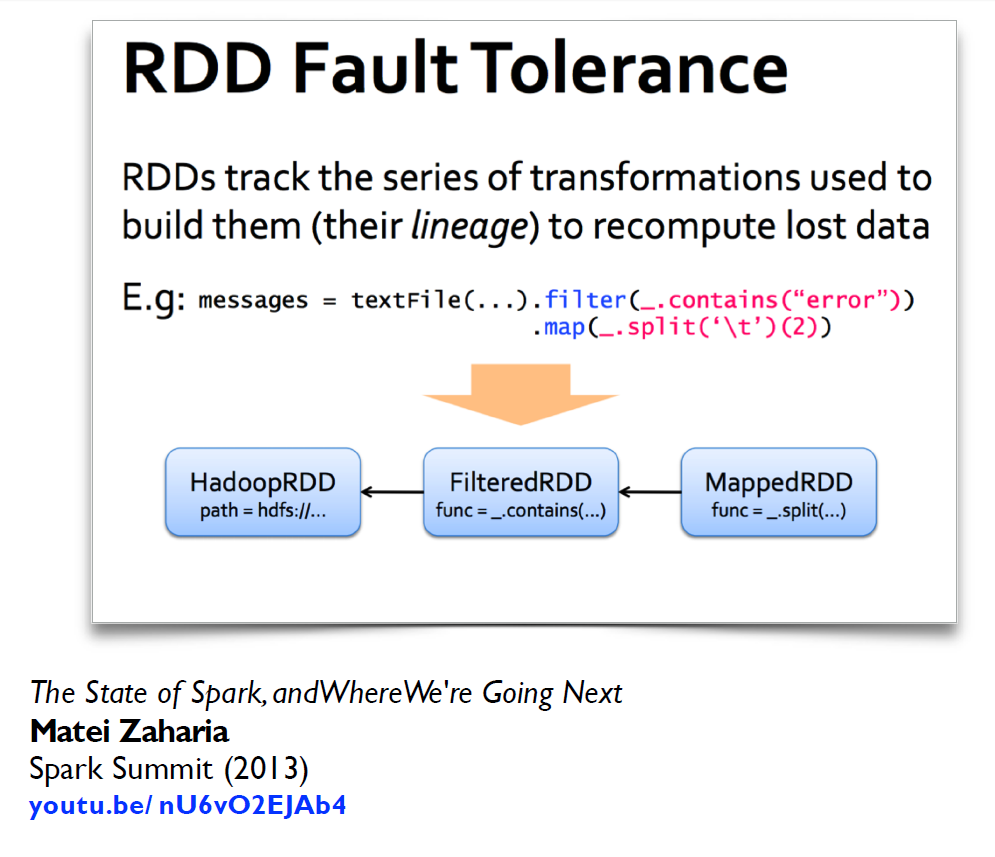 RDD Fault Tolerance
RDDs track the series of transformations used to
build them (their lineage) to recompute lost data
E.g: messages = textFile(...).filter(_.contains(“error”))
.map(_.split(‘\t’)(2))
HadoopRDD
path = hdfs://...
FilteredRDD
func = _.contains(...)
MappedRDD
func = _.split(...)
The State of Spark, andWhereWe're Going Next
Matei Zaharia
Spark Summit (2013)
youtu.be/ nU6vO2EJAb4